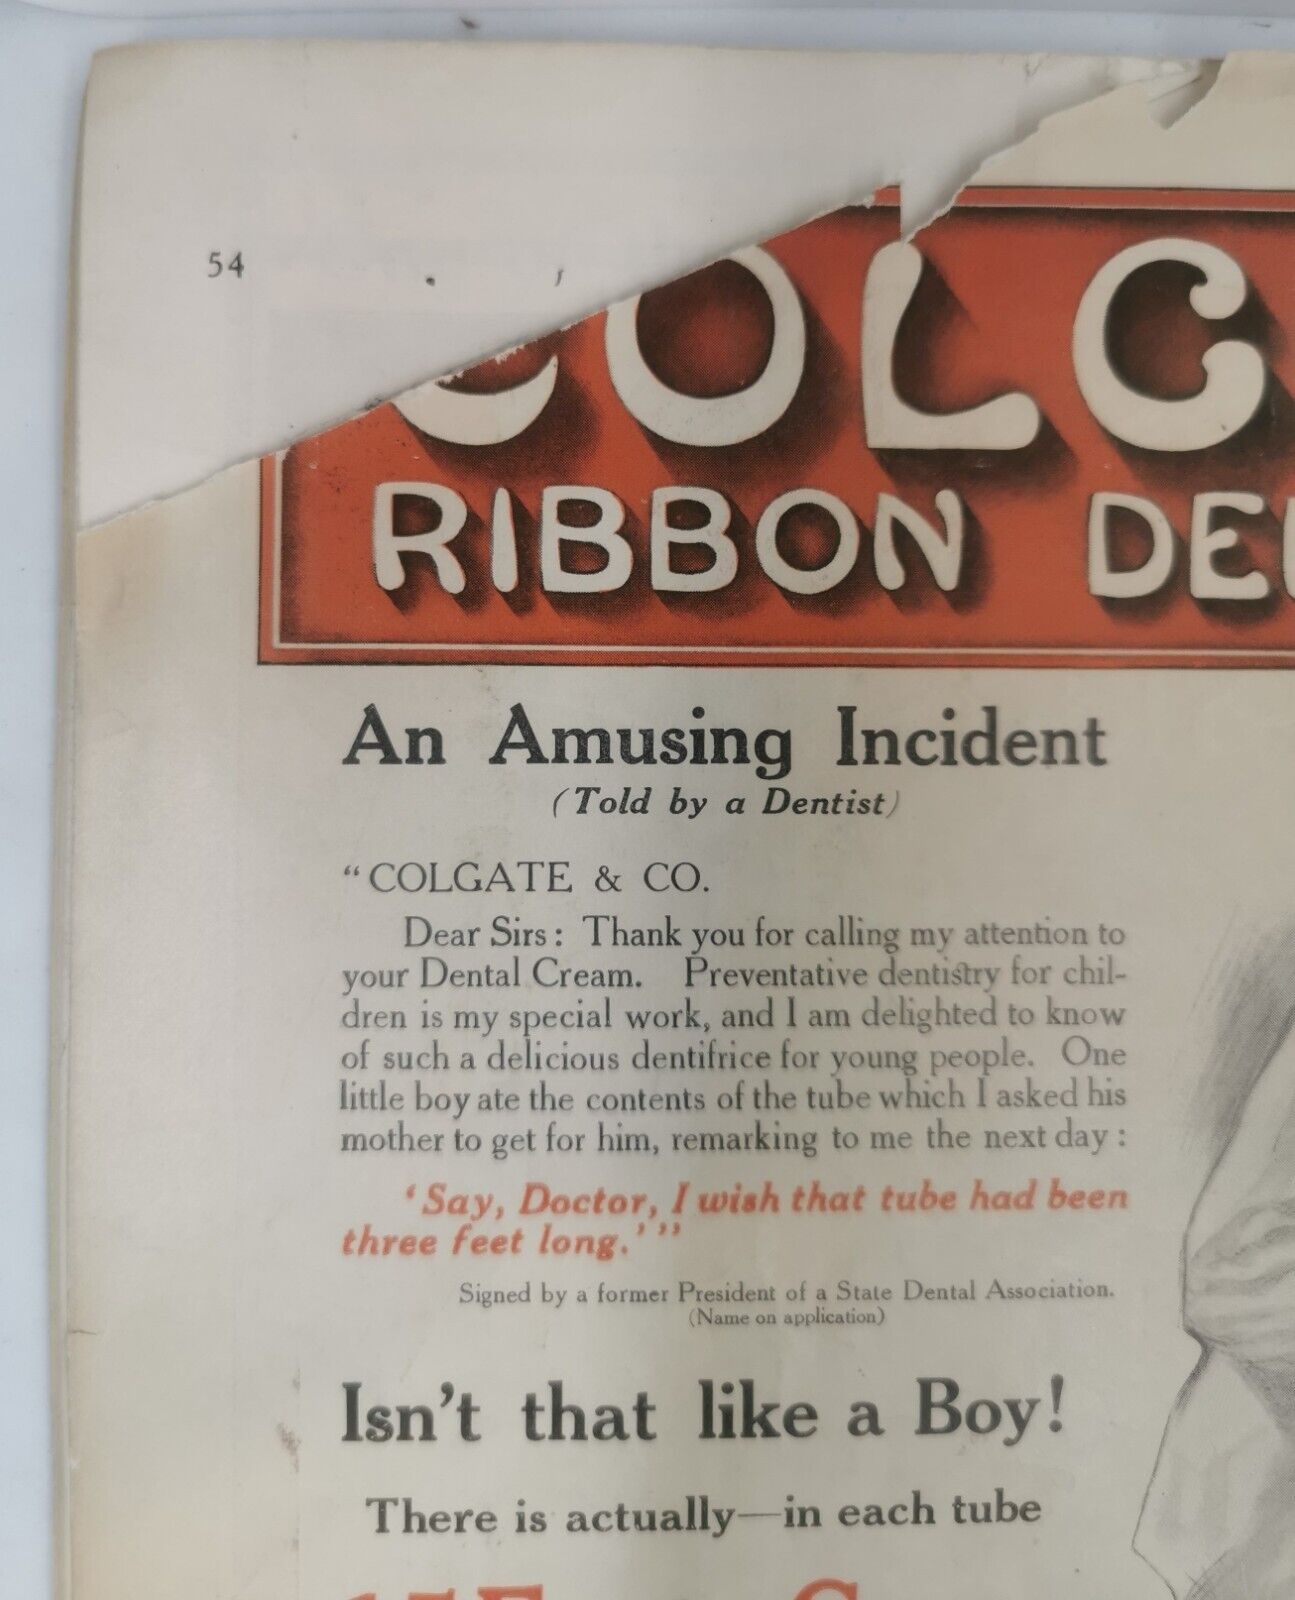 54
COLG
RIBBON DE
An Amusing Incident
(Told by a Dentist)
“COLGATE & CO.
Dear Sirs: Thank you for calling my attention to
your Dental Cream. Preventative dentistry for chil-
dren is my special work, and I am delighted to know
of such a delicious dentifrice for young people. One
little boy ate the contents of the tube which I asked his
mother to get for him, remarking to me the next day:
‘Say, Doctor, I wish that tube had been
three feet long.’”
Signed by a former President of a State Dental Association.
(Name on application)
Isn't that like a Boy!
There is actually—in each tube